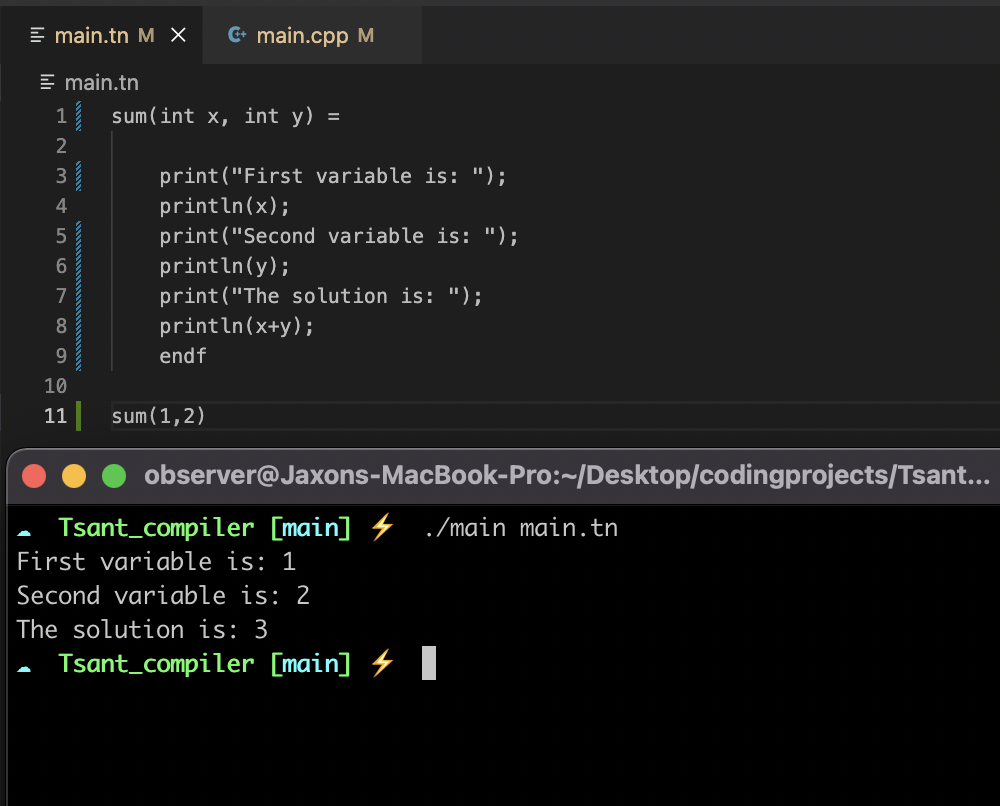 main.tn M × main.cpp M
main.tn
1 sum(int x, int y) =
2
3 print("First variable is: ");
4 println(x);
5 print("Second variable is: ");
6 println(y);
7 print("The solution is: ");
8 println(x+y);
9 endf
10
11 sum(1,2)
observer@Jaxons-MacBook-Pro:~/Desktop/codingprojects/Tsant...
Tsant_compiler [main] ⚡ ./main main.tn
First variable is: 1
Second variable is: 2
The solution is: 3
Tsant_compiler [main] ⚡